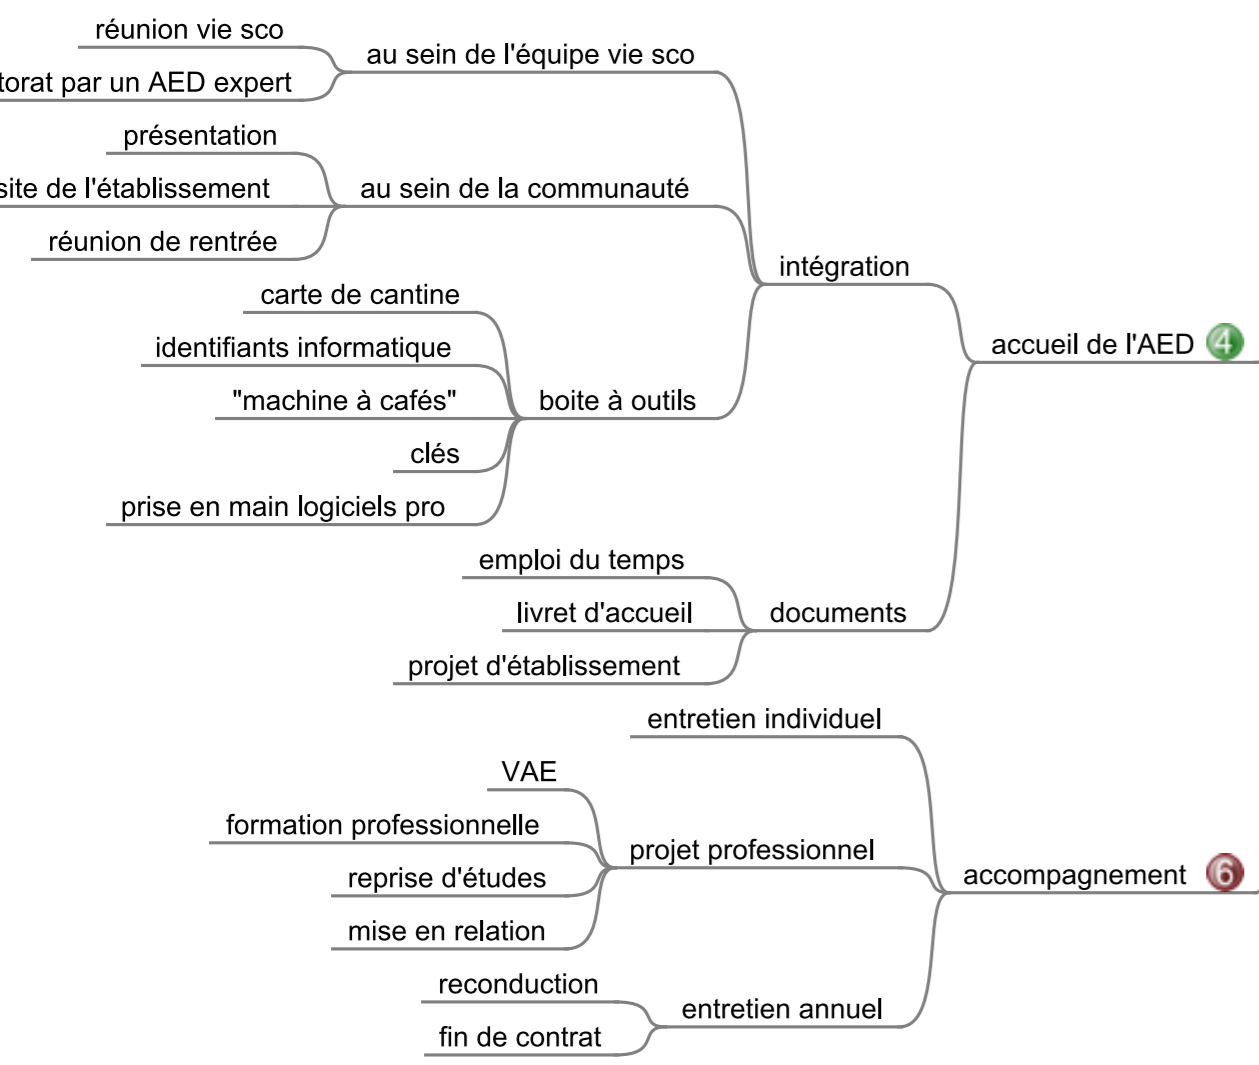 réunion vie sco
au sein de l'équipe vie sco
par un AED expert
présentation
de l'établissement
au sein de la communauté
réunion de rentrée
intégration
carte de cantine
accueil de l'AED 4
identifiants informatique
"machine à cafés"
boite à outils
clés
prise en main logiciels pro
emploi du temps
livret d'accueil
documents
projet d'établissement
entretien individuel
VAE
formation professionnelle
projet professionnel
reprise d'études
accompagnement 6
mise en relation
reconduction
entretien annuel
fin de contrat